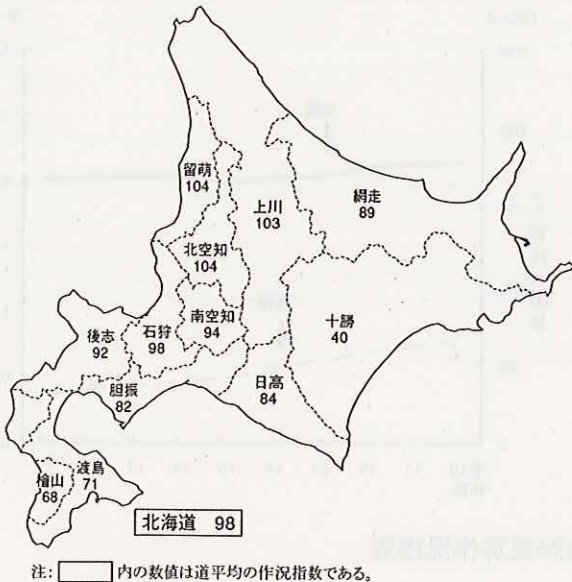 留萌
104
上川
103
網走
89
北空知
104
南空知
94
石狩
98
後志
92
十勝
40
胆振
82
日高
84
渡島
71
檜山
68
北海道 98
注: 内の数値は道平均の作況指数である。